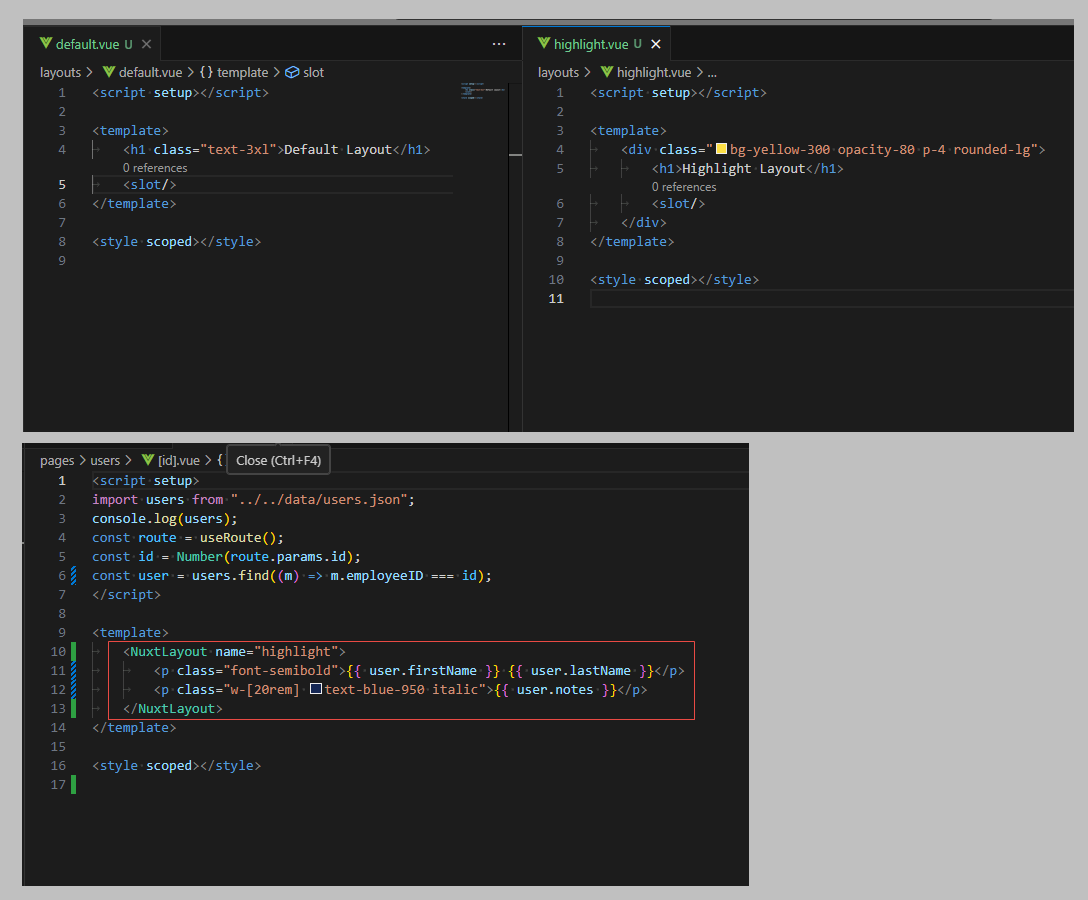 default.vue U
layouts > default.vue > {} template > slot
1 <script setup></script>
2
3 <template>
4 <h1 class="text-3xl">Default Layout</h1>
0 references
5 <slot/>
6 </template>
7
8 <style scoped></style>
9
highlight.vue U
layouts > highlight.vue > ...
1 <script setup></script>
2
3 <template>
4 <div class="bg-yellow-300 opacity-80 p-4 rounded-lg">
5 <h1>Highlight Layout</h1>
0 references
6 <slot/>
7 </div>
8 </template>
9
10 <style scoped></style>
11
pages > users > [id].vue > {
Close (Ctrl+F4)
1 <script setup>
2 import users from "../../data/users.json";
3 console.log(users);
4 const route = useRoute();
5 const id = Number(route.params.id);
6 const user = users.find((m) => m.employeeID === id);
7 </script>
8
9 <template>
10 <NuxtLayout name="highlight">
11 <p class="font-semibold">{{ user.firstName }} {{ user.lastName }}</p>
12 <p class="w-[20rem] text-blue-950 italic">{{ user.notes }}</p>
13 </NuxtLayout>
14 </template>
15
16 <style scoped></style>
17